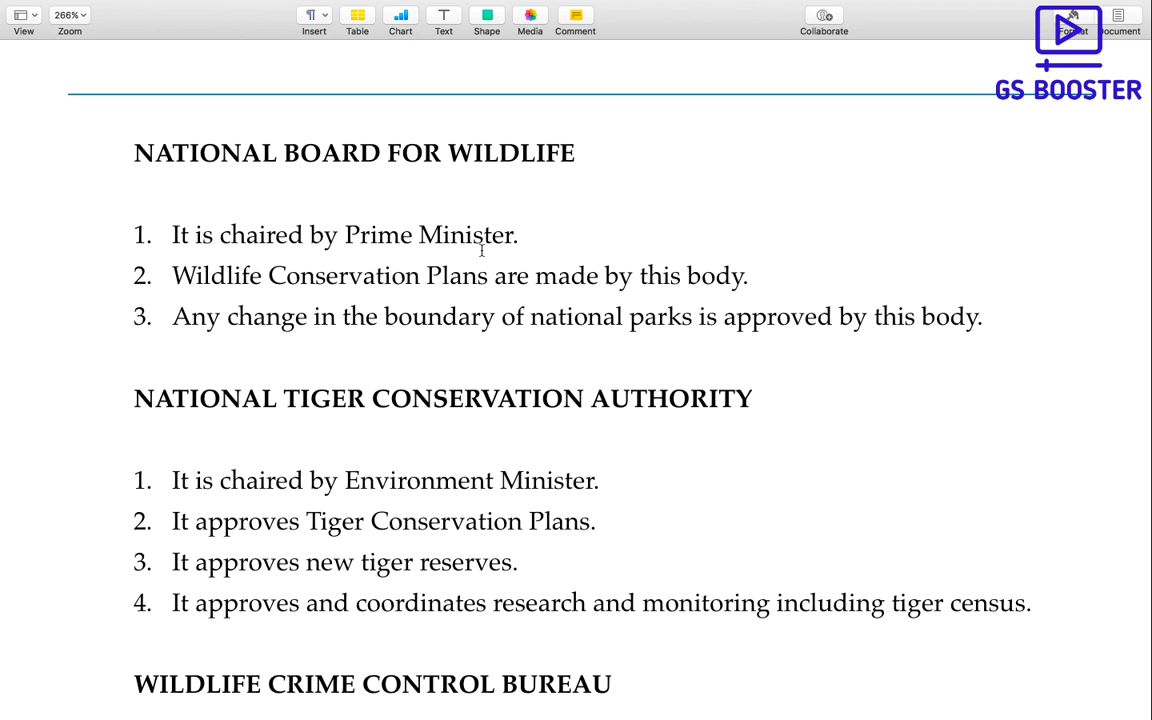 266%
View
Zoom
Insert
Table
Chart
Text
Shape
Media
Comment
Collaborate
Format
Document
GS BOOSTER
NATIONAL BOARD FOR WILDLIFE
1. It is chaired by Prime Minister.
2. Wildlife Conservation Plans are made by this body.
3. Any change in the boundary of national parks is approved by this body.
NATIONAL TIGER CONSERVATION AUTHORITY
1. It is chaired by Environment Minister.
2. It approves Tiger Conservation Plans.
3. It approves new tiger reserves.
4. It approves and coordinates research and monitoring including tiger census.
WILDLIFE CRIME CONTROL BUREAU